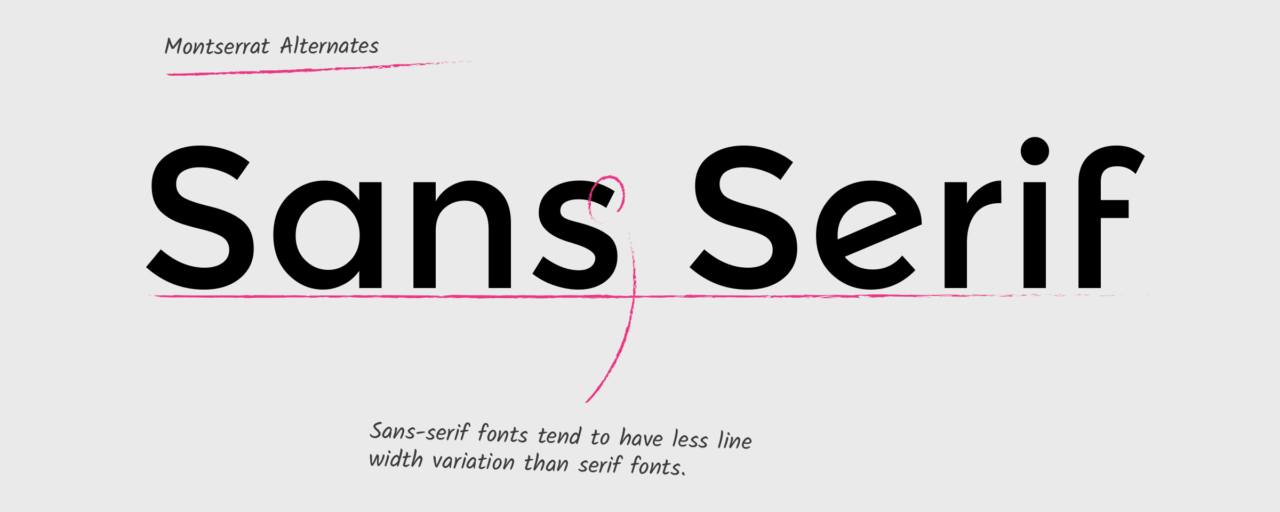 Montserrat Alternates
Sans Serif
Sans-serif fonts tend to have less line
width variation than serif fonts.